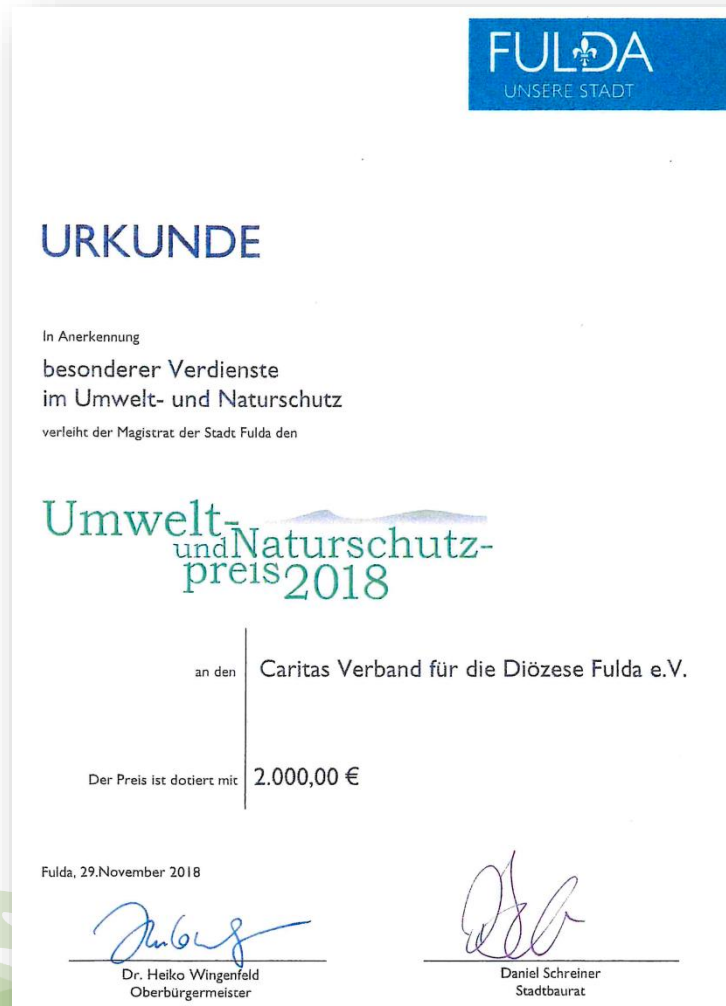 FULDA
UNSERE STADT
URKUNDE
In Anerkennung
besonderer Verdienste
im Umwelt- und Naturschutz
verleiht der Magistrat der Stadt Fulda den
Umwelt-
undNaturschutz-
preis2018
an den Caritas Verband für die Diözese Fulda e.V.
Der Preis ist dotiert mit 2.000,00 €
Fulda, 29.November 2018
Dr. Heiko Wingenfeld
Oberbürgermeister
Daniel Schreiner
Stadtbaurat